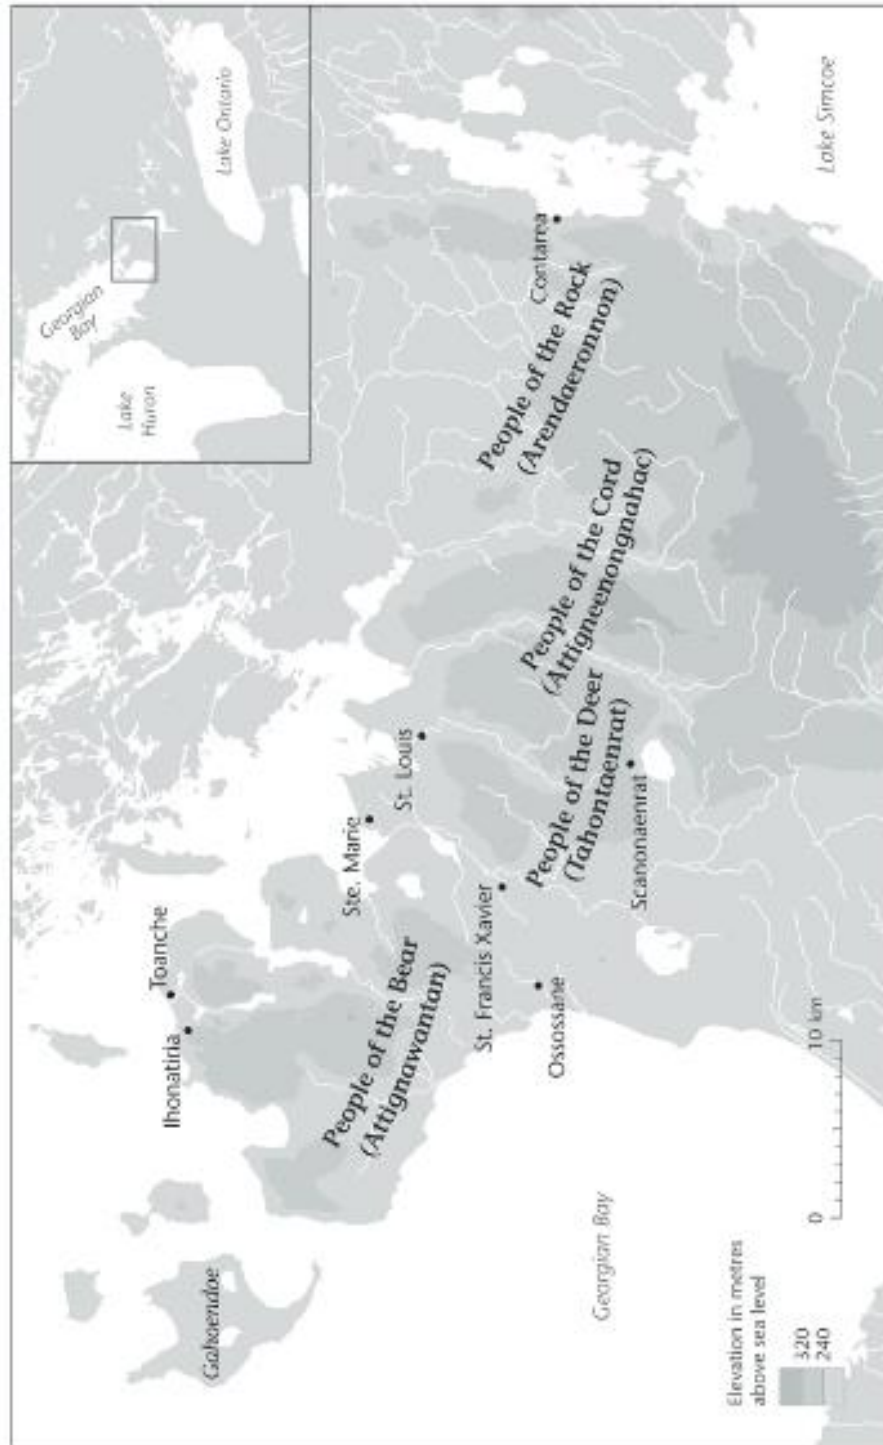 Gahoendoe
Ihonatiria
Toanche
People of the Bear
(Attignawantan)
Ste. Marie
St. Louis
St. Francis Xavier
Ossossane
People of the Deer
(Tahontaenrat)
Scanonaenrat
People of the Cord
(Attigneenongnahac)
People of the Rock
(Arendaeronnon)
Contarea
Lake Simcoe
Georgian Bay
Georgian
Bay
Lake
Huron
Lake Ontario
Elevation in metres
above sea level
320
240
0
10 km